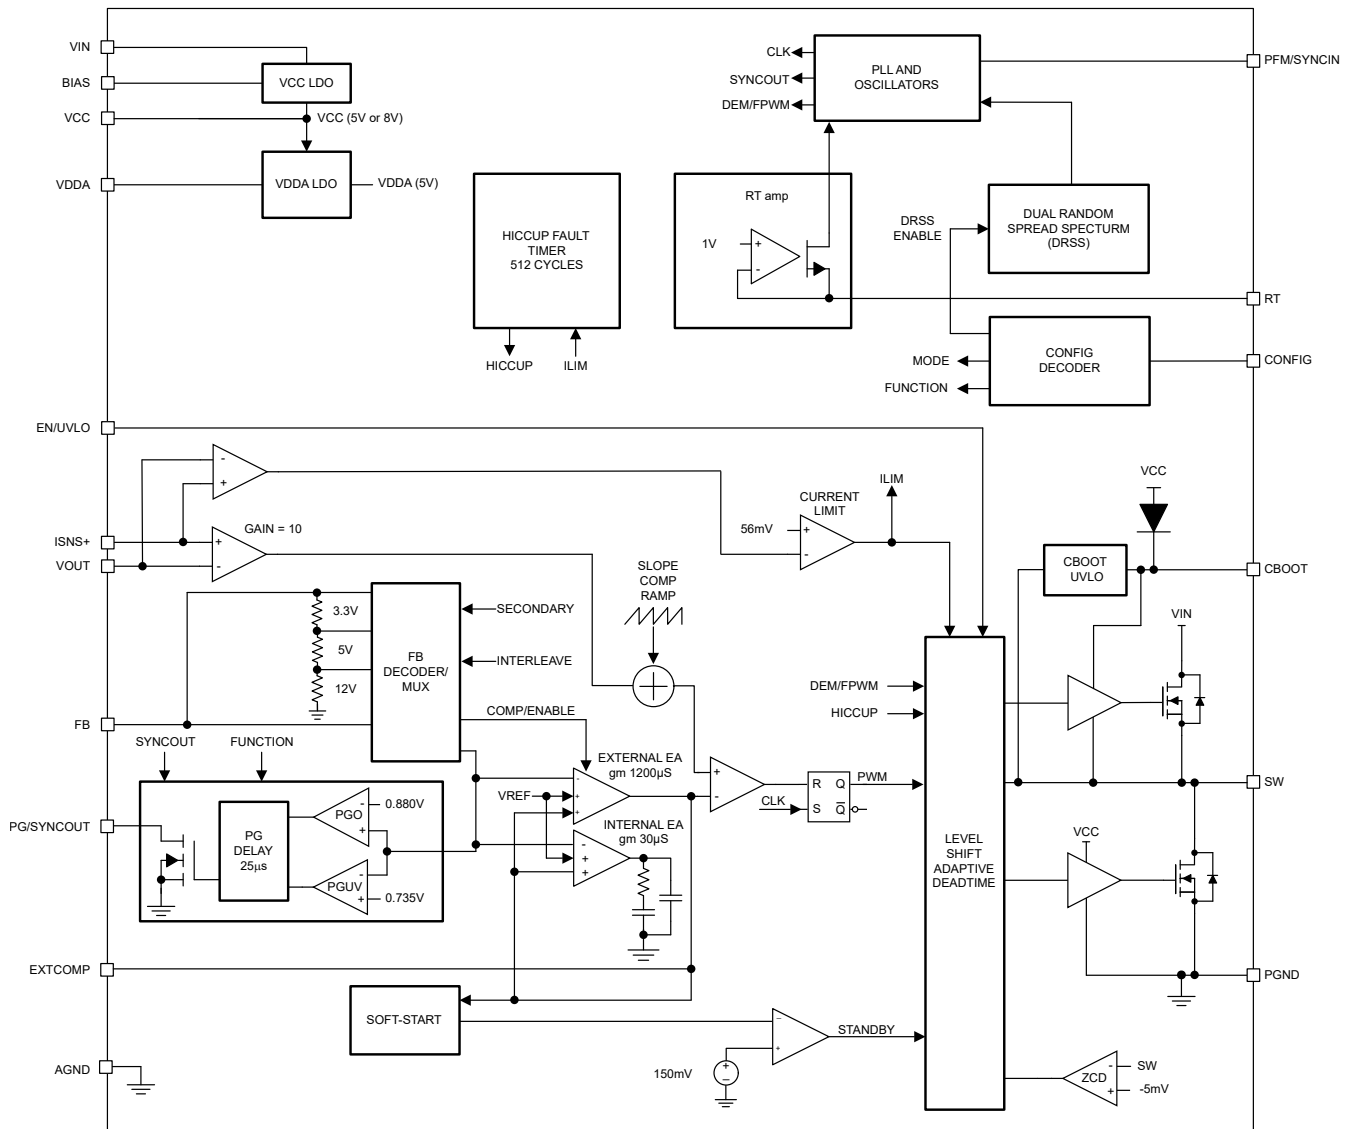 VIN
BIAS
VCC
VDDA
VCC LDO
VCC (5V or 8V)
VDDA LDO
VDDA (5V)
HICCUP FAULT
TIMER
512 CYCLES
HICCUP
ILIM
CLK
SYNCOUT
DEM/FPWM
PLL AND
OSCILLATORS
PFM/SYNCIN
RT amp
1V
+
-
DRSS
ENABLE
DUAL RANDOM
SPREAD SPECTURM
(DRSS)
RT
MODE
FUNCTION
CONFIG
DECODER
CONFIG
EN/UVLO
-
+
ISNS+
VOUT
GAIN = 10
+
-
56mV
CURRENT
LIMIT
+
-
ILIM
VCC
CBOOT
UVLO
CBOOT
VIN
SLOPE
COMP
RAMP
3.3V
5V
12V
FB
DECODER/
MUX
SECONDARY
INTERLEAVE
COMP/ENABLE
FB
SYNCOUT
FUNCTION
PG/SYNCOUT
PG
DELAY
25µs
PGO
-
+
0.880V
PGUV
-
+
0.735V
VREF
EXTERNAL EA
gm 1200µS
-
+
+
INTERNAL EA
gm 30µS
-
+
+
+
-
CLK
R
Q
S
Q̅
PWM
DEM/FPWM
HICCUP
LEVEL
SHIFT
ADAPTIVE
DEADTIME
SW
VCC
PGND
EXTCOMP
SOFT-START
AGND
150mV
+
−
−
+
STANDBY
ZCD
-
+
SW
-5mV